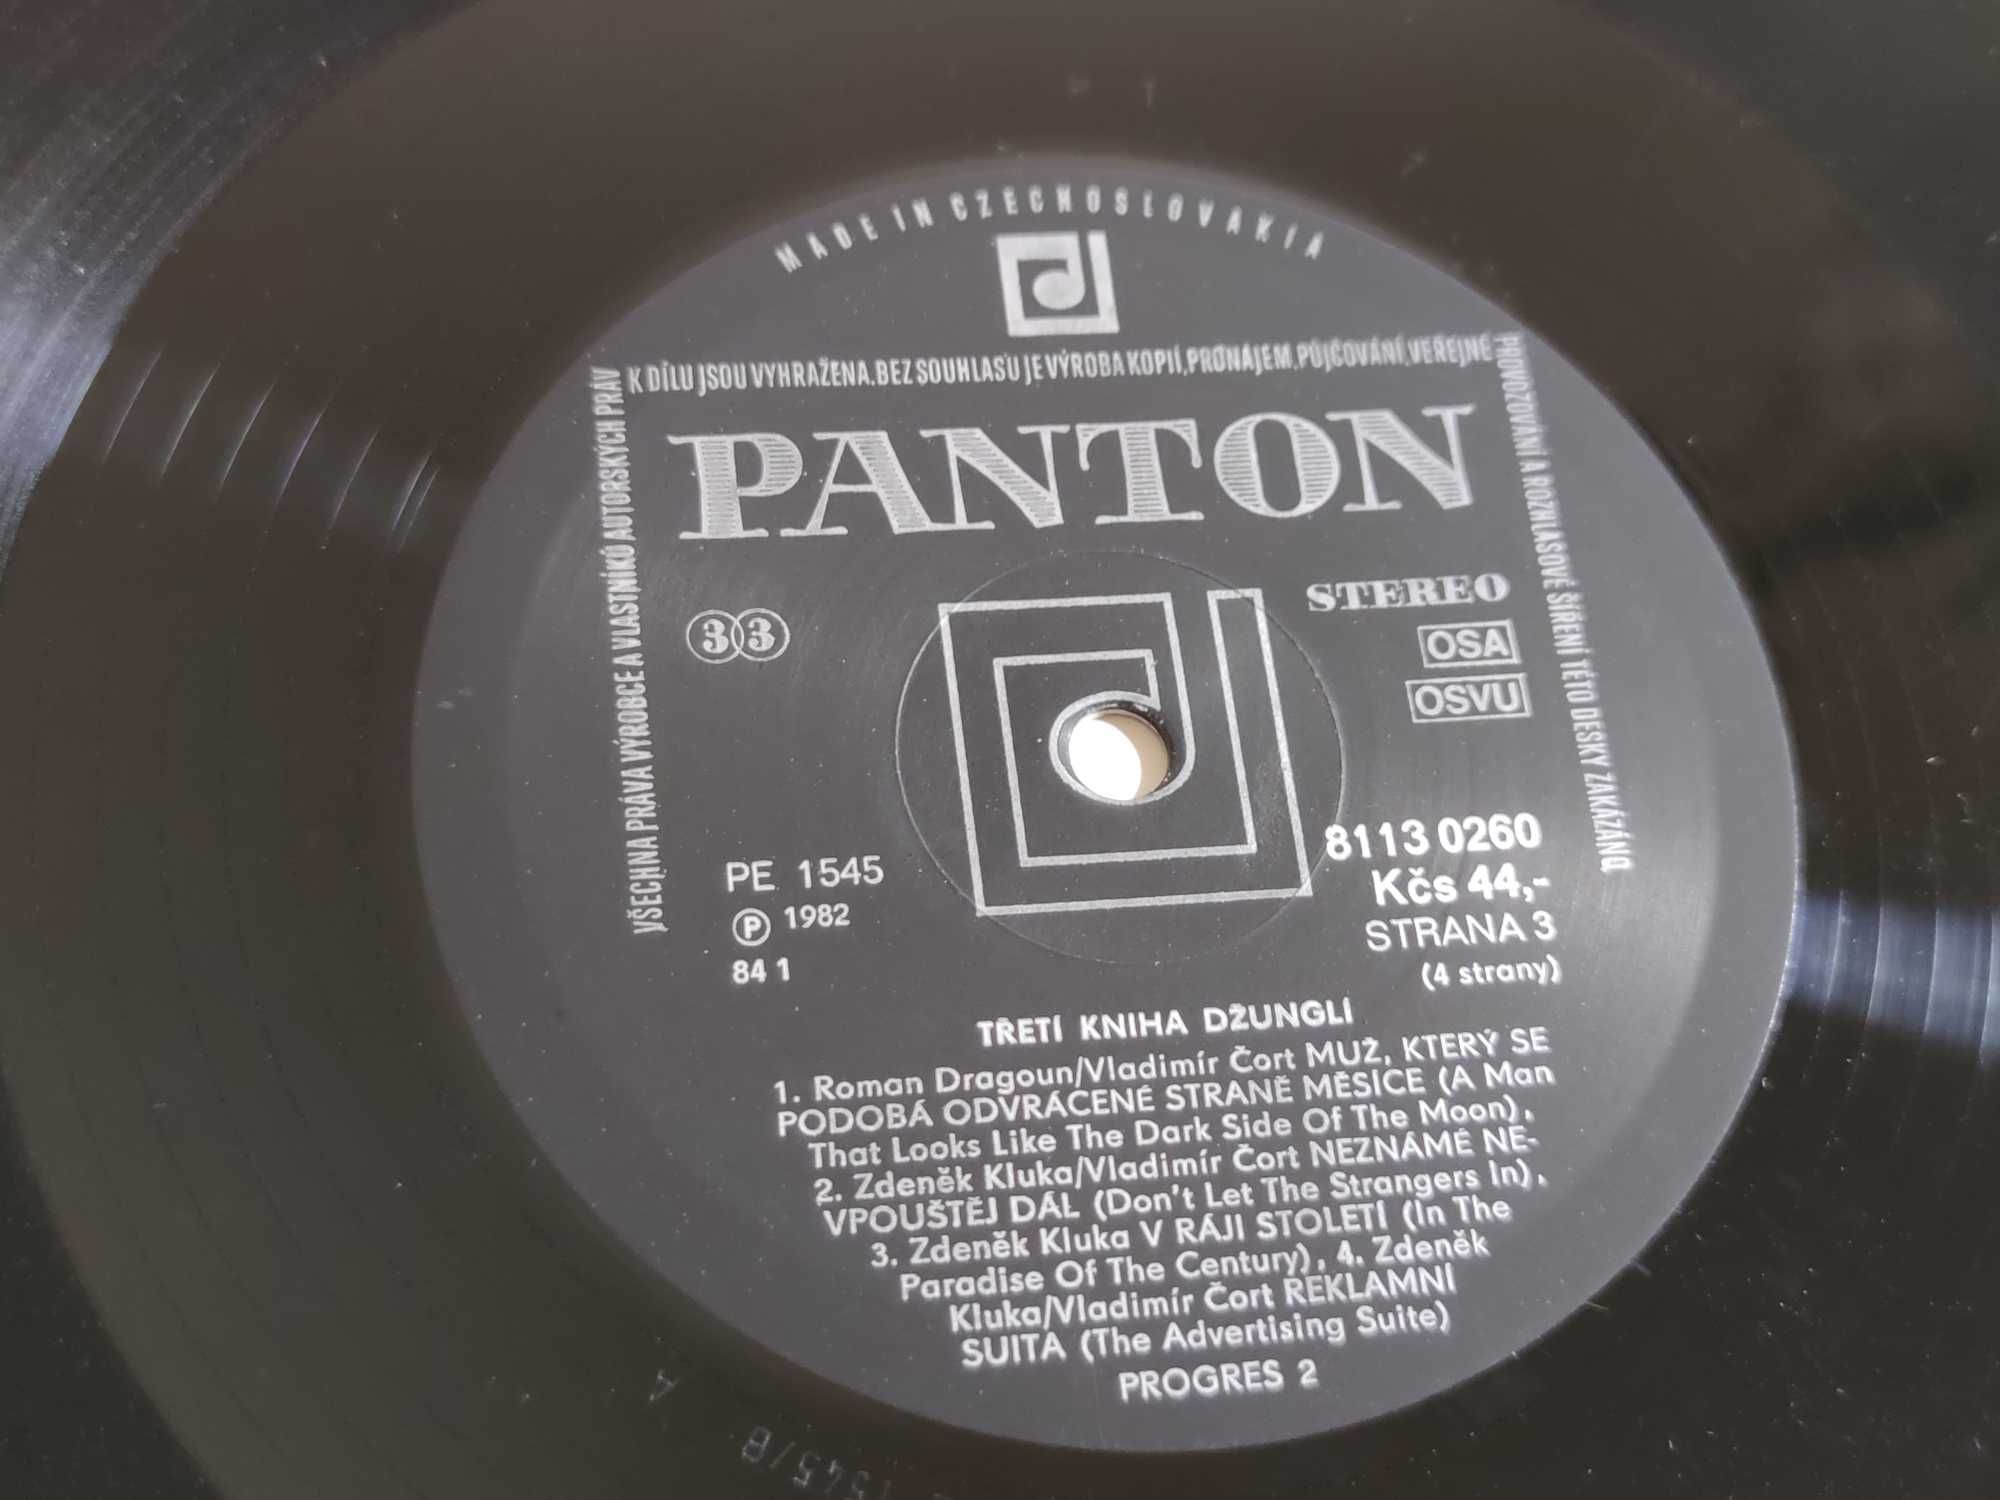 MADE IN CZECHOSLOVAKIA
VŠECHNA PRÁVA VÝROBCE A VLASTNÍKŮ AUTORSKÝCH PRÁV
K DÍLU JSOU VYHRAŽENA. BEZ SOUHLASU JE VÝROBA KOPIÍ, PRONÁJEM, PŮJČOVÁNÍ, VEŘEJNÉ
PROVOZOVÁNÍ A ROZHLASOVÉ ŠÍŘENÍ TÉTO DESKY ZAKÁZÁNO
PANTON
33
STEREO
OSA
OSVU
PE 1545
Ⓟ 1982
84 1
8113 0260
Kčs 44,-
STRANA 3
(4 strany)
TŘETÍ KNIHA DŽUNGLÍ
1. Roman Dragoun/Vladimír Čort MUŽ, KTERÝ SE
PODOBÁ ODVRÁCENÉ STRANĚ MĚSÍCE (A Man
That Looks Like The Dark Side Of The Moon),
2. Zdeněk Kluka/Vladimír Čort NEZNÁMÉ NE-
VPOUŠTĚJ DÁL (Don't Let The Strangers In),
3. Zdeněk Kluka V RÁJI STOLETÍ (In The
Paradise Of The Century), 4. Zdeněk
Kluka/Vladimír Čort REKLAMNÍ
SUITA (The Advertising Suite)
PROGRES 2